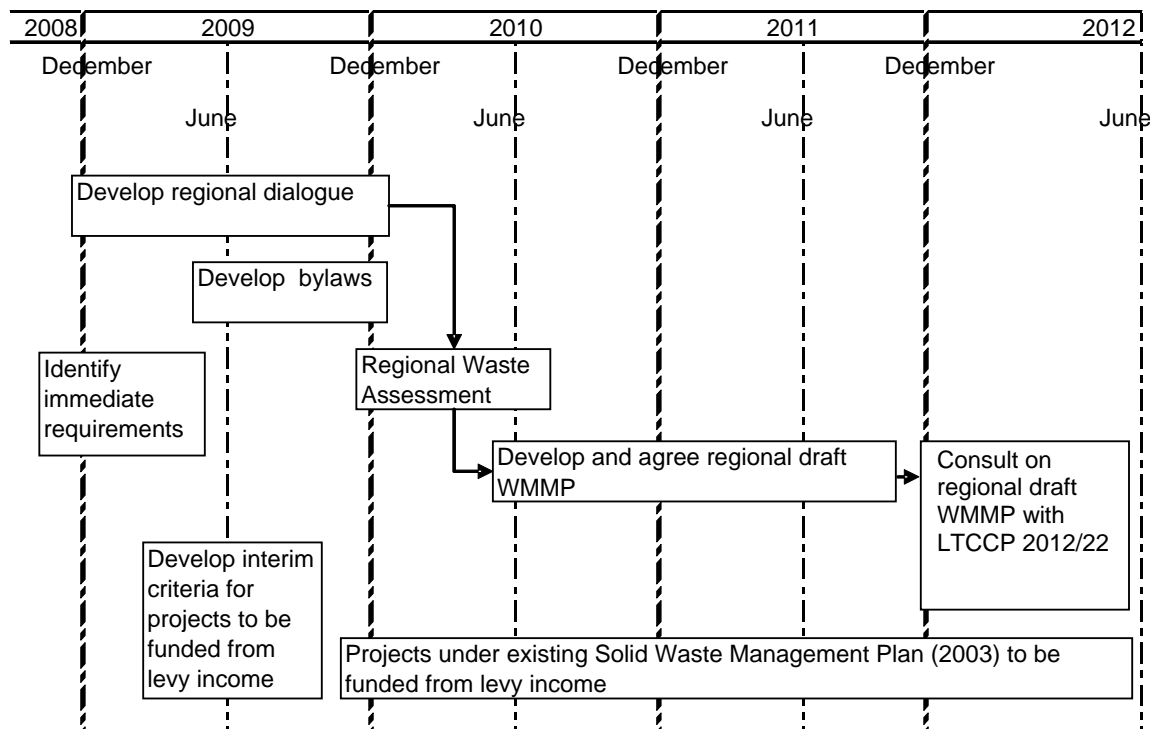 2008 2009 2010 2011 2012
December December December December
June June June June
Develop regional dialogue
Develop bylaws
Identify
immediate
requirements
Regional Waste
Assessment
Develop and agree regional draft
WMMP
Consult on
regional draft
WMMP with
LTCCP 2012/22
Develop interim
criteria for
projects to be
funded from
levy income
Projects under existing Solid Waste Management Plan (2003) to be
funded from levy income